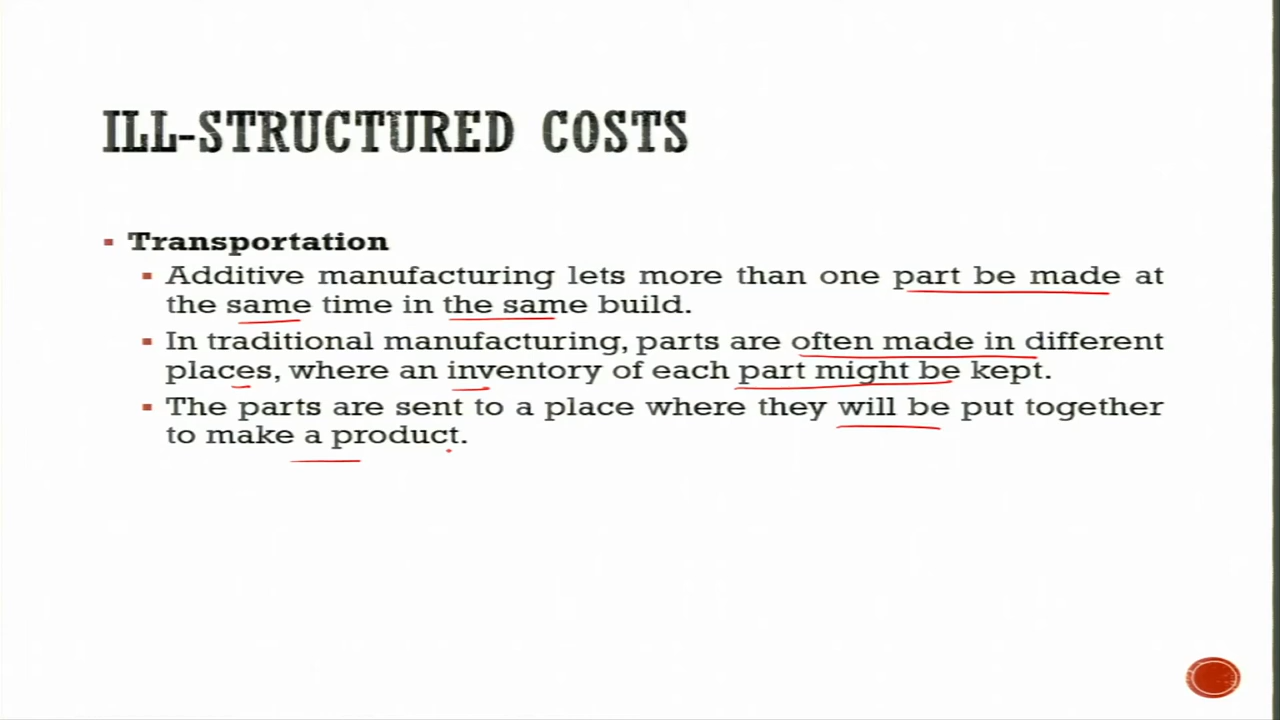 ILL-STRUCTURED COSTS
Transportation
Additive manufacturing lets more than one part be made at
the same time in the same build.
In traditional manufacturing, parts are often made in different
places, where an inventory of each part might be kept.
The parts are sent to a place where they will be put together
to make a product.